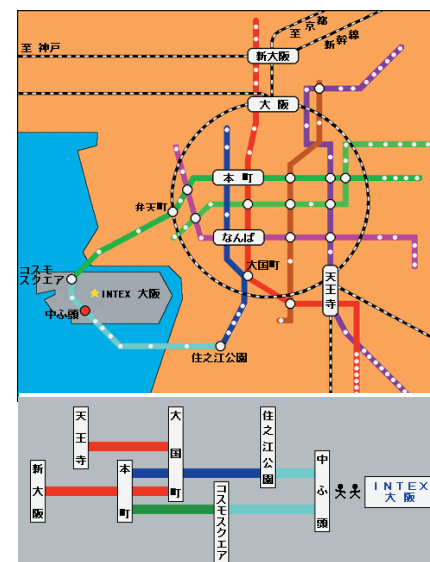 至 京都
至 神戸
新幹線
新大阪
大 阪
本 町
弁天町
なんば
コスモ
スクエア
大国町
天王寺
INTEX 大阪
中ふ頭
住之江公園
天王寺
大国町
住之江公園
中ふ頭
新大阪
本町
コスモスクエア
INTEX
大阪